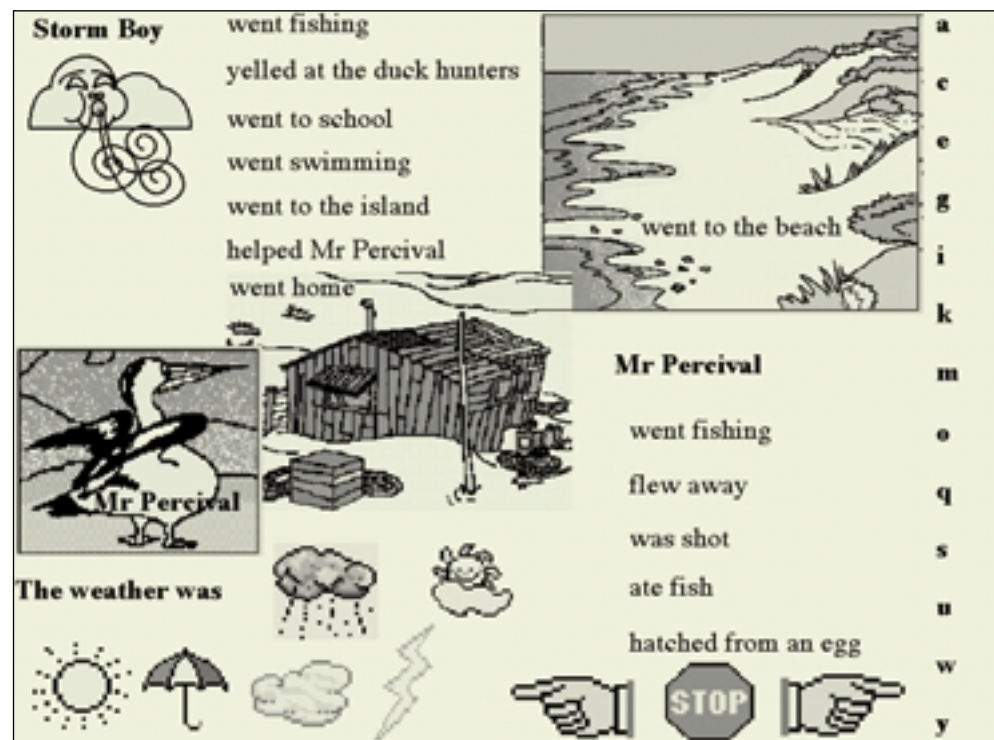 Storm Boy
went fishing
yelled at the duck hunters
went to school
went swimming
went to the island
helped Mr Percival
went home
went to the beach
Mr Percival
Mr Percival
went fishing
flew away
was shot
ate fish
hatched from an egg
The weather was
STOP
a
c
e
g
i
k
m
o
q
s
u
w
y